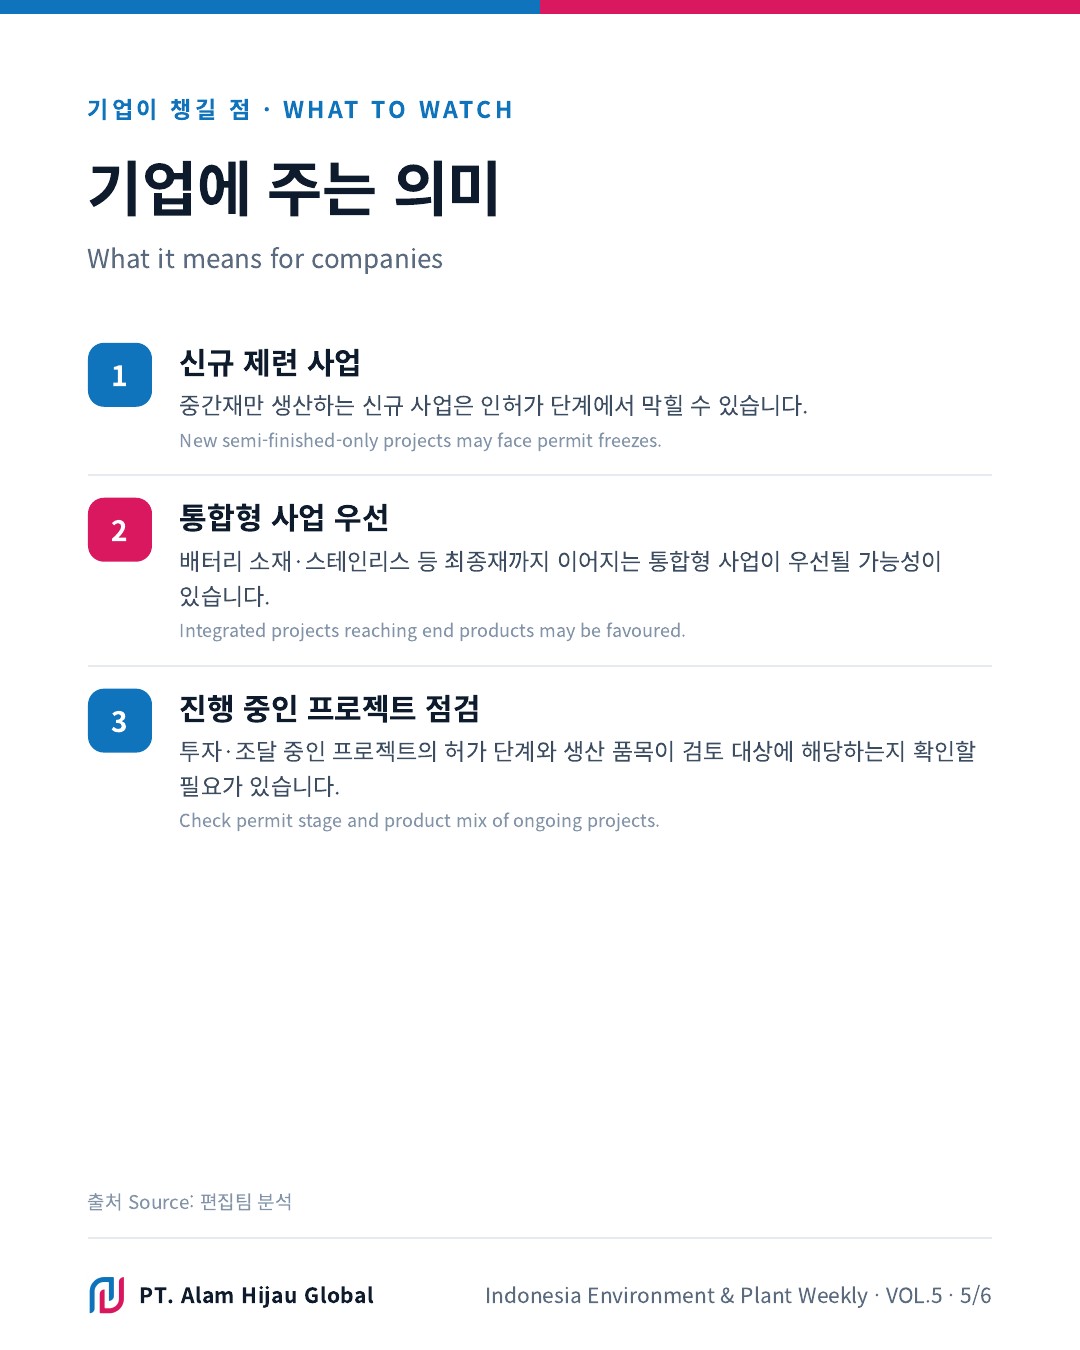 기업이 챙길 점 · WHAT TO WATCH
기업에 주는 의미
What it means for companies
1
신규 제련 사업
중간재만 생산하는 신규 사업은 인허가 단계에서 막힐 수 있습니다.
New semi-finished-only projects may face permit freezes.
2
통합형 사업 우선
배터리 소재·스테인리스 등 최종재까지 이어지는 통합형 사업이 우선될 가능성이
있습니다.
Integrated projects reaching end products may be favoured.
3
진행 중인 프로젝트 점검
투자·조달 중인 프로젝트의 허가 단계와 생산 품목이 검토 대상에 해당하는지 확인할
필요가 있습니다.
Check permit stage and product mix of ongoing projects.
출처 Source: 편집팀 분석
PT. Alam Hijau Global
Indonesia Environment & Plant Weekly · VOL.5 · 5/6